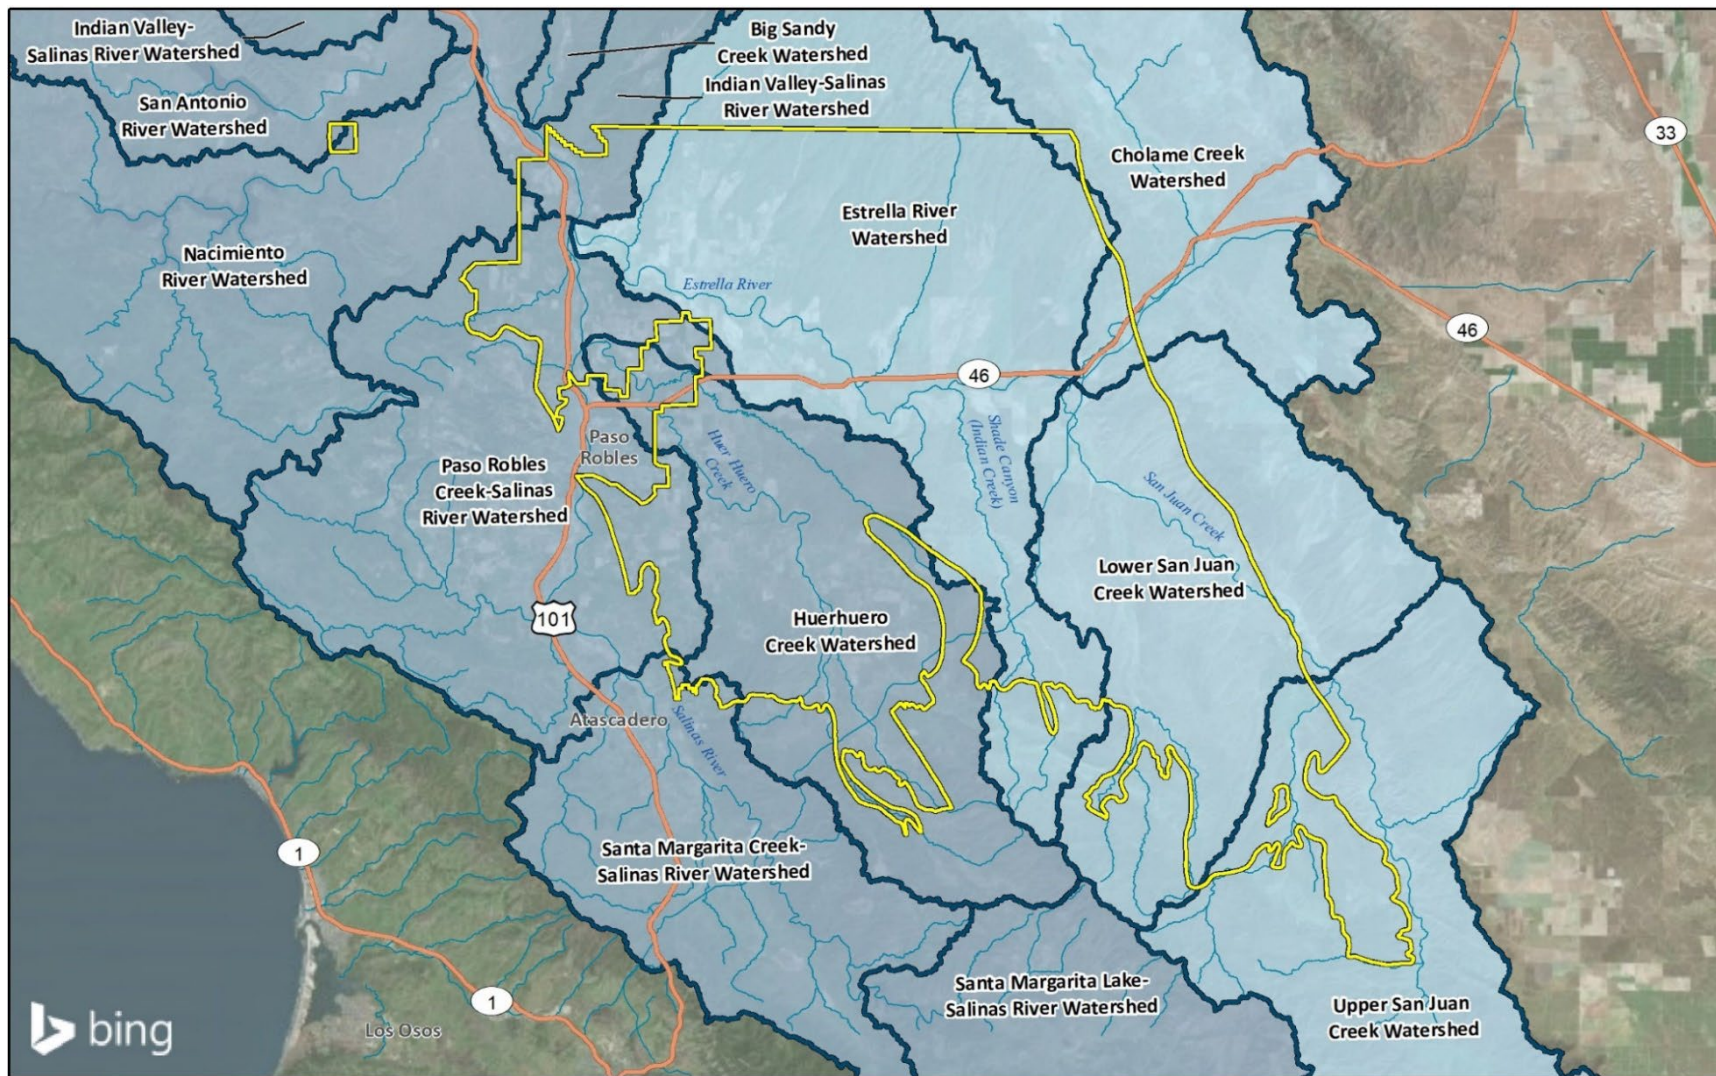 Indian Valley-
Salinas River Watershed
Big Sandy
Creek Watershed
Indian Valley-Salinas
River Watershed
San Antonio
River Watershed
33
Cholame Creek
Watershed
Estrella River
Watershed
Nacimiento
River Watershed
Estrella River
46
46
Paso
Robles
Huer Huero
Creek
Shade Canyon
(Indian Creek)
Paso Robles
Creek-Salinas
River Watershed
San Juan Creek
Lower San Juan
Creek Watershed
101
Huerhuero
Creek Watershed
Atascadero
Salinas River
1
Santa Margarita Creek-
Salinas River Watershed
Santa Margarita Lake-
Salinas River Watershed
1
Upper San Juan
Creek Watershed
bing
Los Osos